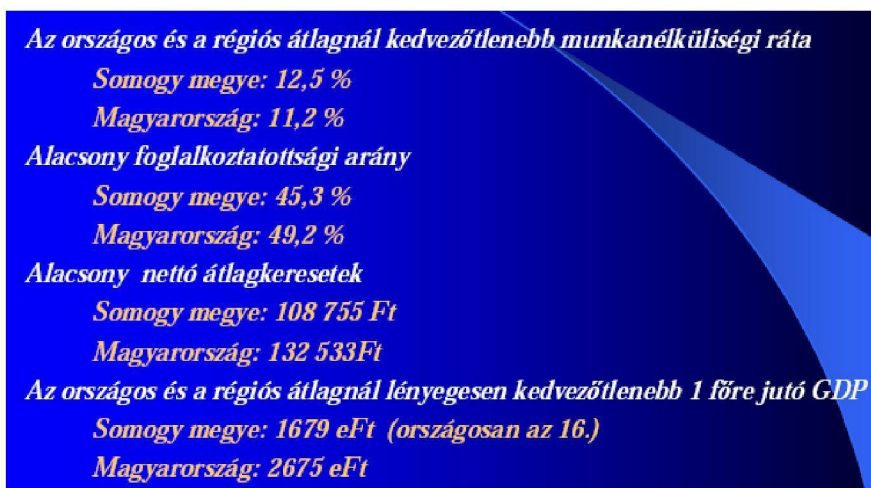 Az országos és a régiós átlagnál kedvezőtlenebb munkanélküliségi ráta
Somogy megye: 12,5 %
Magyarország: 11,2 %
Alacsony foglalkoztatottsági arány
Somogy megye: 45,3 %
Magyarország: 49,2 %
Alacsony nettó átlagkeresetek
Somogy megye: 108 755 Ft
Magyarország: 132 533Ft
Az országos és a régiós átlagnál lényegesen kedvezőtlenebb 1 főre jutó GDP
Somogy megye: 1679 eFt (országosan az 16.)
Magyarország: 2675 eFt